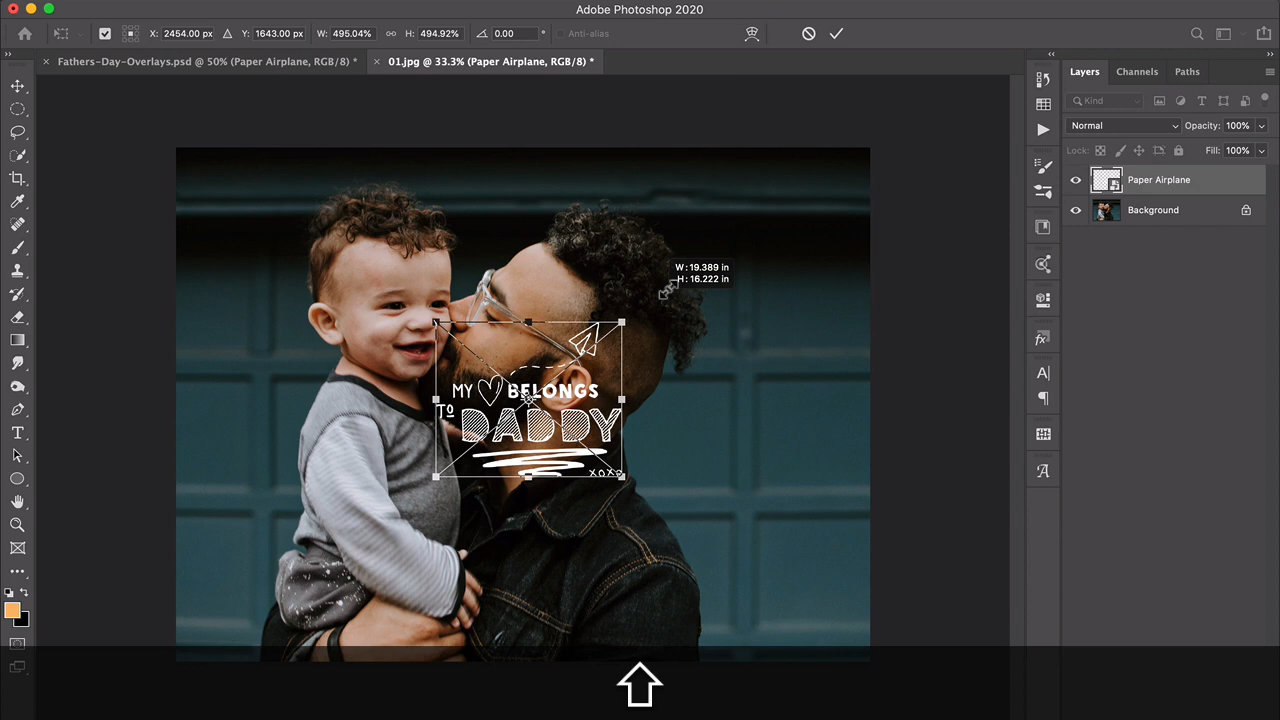 Adobe Photoshop 2020
X: 2454.00 px Y: 1643.00 px W: 495.04% H: 494.92% 0.00 ° Anti-alias
Fathers-Day-Overlays.psd @ 50% (Paper Airplane, RGB/8) *
01.jpg @ 33.3% (Paper Airplane, RGB/8) *
Layers Channels Paths
Kind
Normal Opacity: 100%
Lock: Fill: 100%
Paper Airplane
Background
W: 19.389 in
H: 16.222 in
MY BELONGS
TO DADDY
XOXO